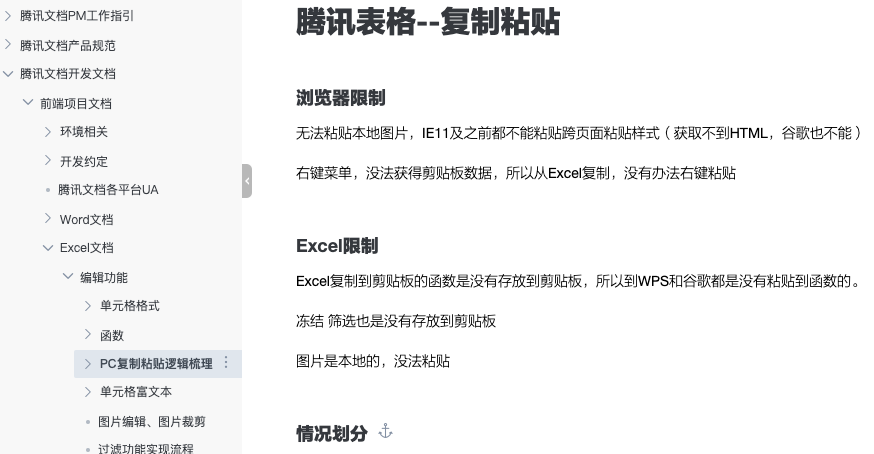 腾讯文档PM工作指引
腾讯文档产品规范
腾讯文档开发文档
前端项目文档
环境相关
开发约定
腾讯文档各平台UA
Word文档
Excel文档
编辑功能
单元格格式
函数
PC复制粘贴逻辑梳理
单元格富文本
图片编辑、图片裁剪
过滤功能实现流程
腾讯表格--复制粘贴
浏览器限制
无法粘贴本地图片，IE11及之前都不能粘贴跨页面粘贴样式（获取不到HTML，谷歌也不能）
右键菜单，没法获得剪贴板数据，所以从Excel复制，没有办法右键粘贴
Excel限制
Excel复制到剪贴板的函数是没有存放到剪贴板，所以到WPS和谷歌都是没有粘贴到函数的。
冻结 筛选也是没有存放到剪贴板
图片是本地的，没法粘贴
情况划分